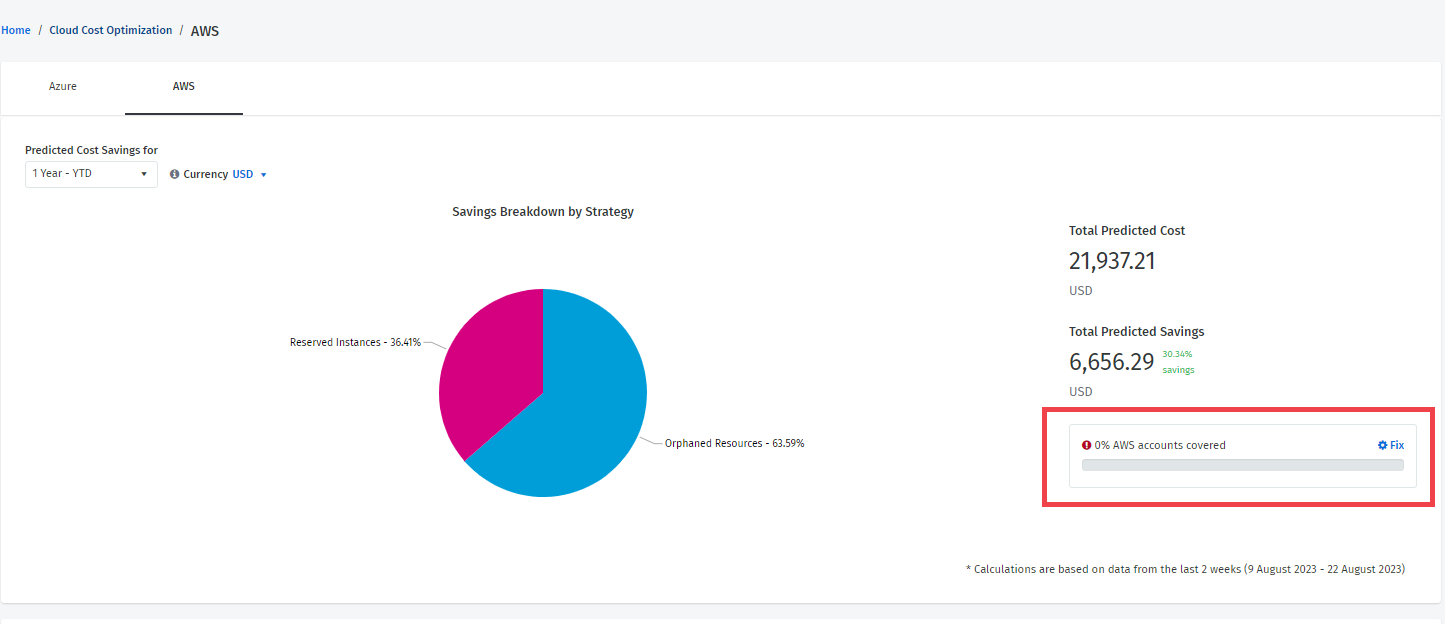 Home / Cloud Cost Optimization / AWS
Azure AWS
Predicted Cost Savings for
1 Year - YTD
Currency USD
Savings Breakdown by Strategy
Reserved Instances - 36.41%
Orphaned Resources - 63.59%
Total Predicted Cost
21,937.21
USD
Total Predicted Savings
6,656.29 30.34%
savings
USD
0% AWS accounts covered Fix
* Calculations are based on data from the last 2 weeks (9 August 2023 - 22 August 2023)